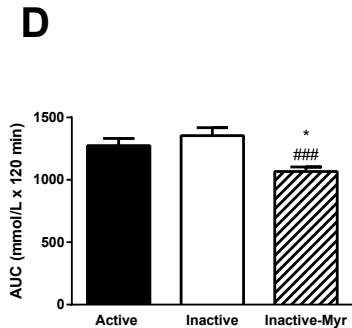 D
1500
*
###
1000
500
0
AUC (mmol/L x 120 min)
Active Inactive Inactive-Myr